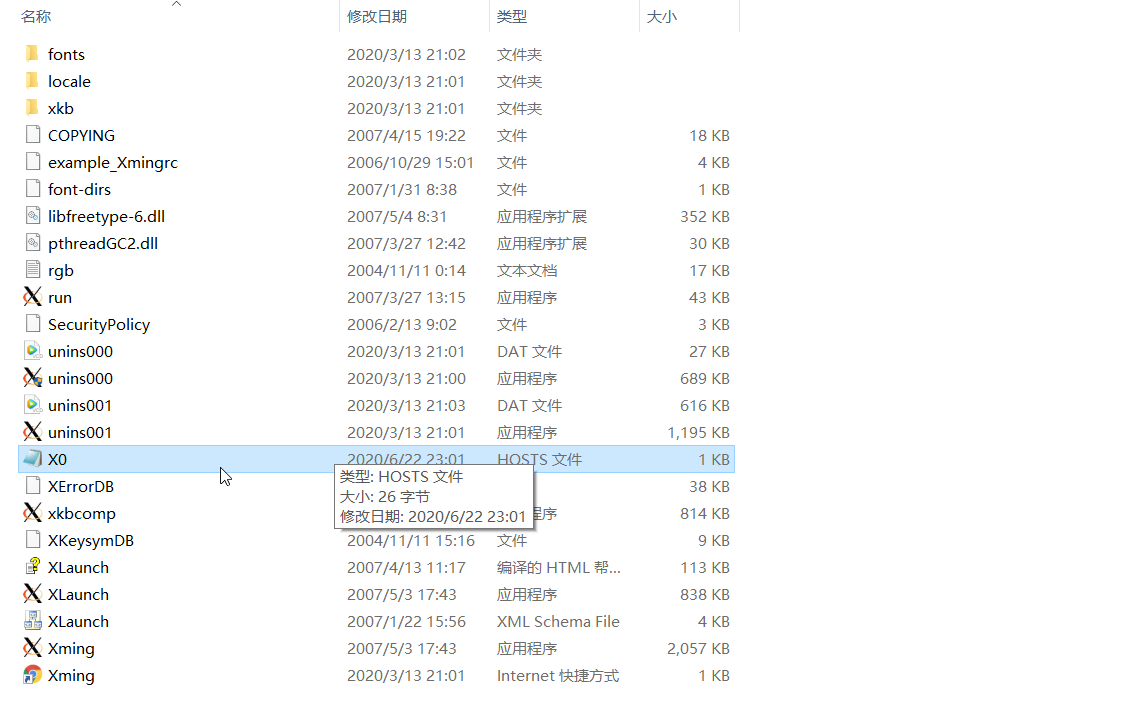 名称 修改日期 类型 大小
fonts 2020/3/13 21:02 文件夹
locale 2020/3/13 21:01 文件夹
xkb 2020/3/13 21:01 文件夹
COPYING 2007/4/15 19:22 文件 18 KB
example_Xmingrc 2006/10/29 15:01 文件 4 KB
font-dirs 2007/1/31 8:38 文件 1 KB
libfreetype-6.dll 2007/5/4 8:31 应用程序扩展 352 KB
pthreadGC2.dll 2007/3/27 12:42 应用程序扩展 30 KB
rgb 2004/11/11 0:14 文本文档 17 KB
run 2007/3/27 13:15 应用程序 43 KB
SecurityPolicy 2006/2/13 9:02 文件 3 KB
unins000 2020/3/13 21:01 DAT 文件 27 KB
unins000 2020/3/13 21:00 应用程序 689 KB
unins001 2020/3/13 21:03 DAT 文件 616 KB
unins001 2020/3/13 21:01 应用程序 1,195 KB
X0 2020/6/22 23:01 HOSTS 文件 1 KB
类型: HOSTS 文件
XErrorDB 38 KB
大小: 26 字节
xkbcomp 程序 814 KB
修改日期: 2020/6/22 23:01
XKeysymDB 2004/11/11 15:16 文件 9 KB
XLaunch 2007/4/13 11:17 编译的 HTML 帮... 113 KB
XLaunch 2007/5/3 17:43 应用程序 838 KB
XLaunch 2007/1/22 15:56 XML Schema File 4 KB
Xming 2007/5/3 17:43 应用程序 2,057 KB
Xming 2020/3/13 21:01 Internet 快捷方式 1 KB